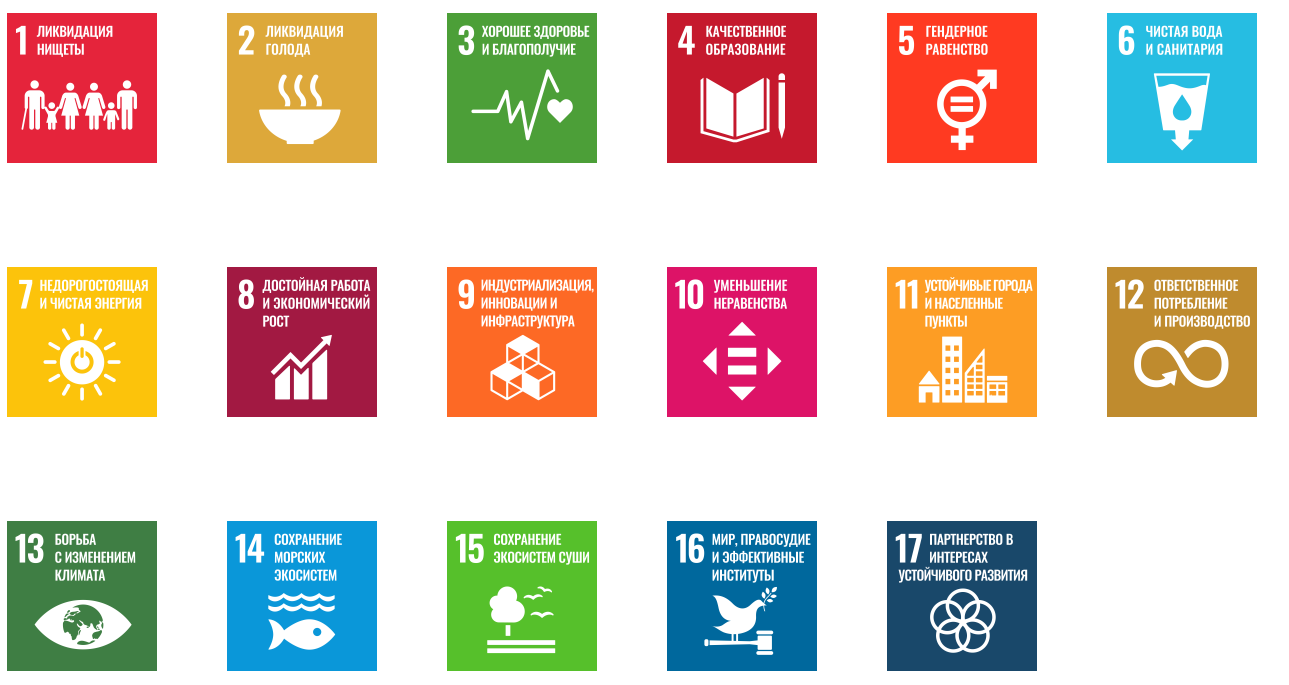 1 ЛИКВИДАЦИЯ
НИЩЕТЫ
2 ЛИКВИДАЦИЯ
ГОЛОДА
3 ХОРОШЕЕ ЗДОРОВЬЕ
И БЛАГОПОЛУЧИЕ
4 КАЧЕСТВЕННОЕ
ОБРАЗОВАНИЕ
5 ГЕНДЕРНОЕ
РАВЕНСТВО
6 ЧИСТАЯ ВОДА
И САНИТАРИЯ
7 НЕДОРОГОСТОЯЩАЯ
И ЧИСТАЯ ЭНЕРГИЯ
8 ДОСТОЙНАЯ РАБОТА
И ЭКОНОМИЧЕСКИЙ
РОСТ
9 ИНДУСТРИАЛИЗАЦИЯ,
ИННОВАЦИИ И
ИНФРАСТРУКТУРА
10 УМЕНЬШЕНИЕ
НЕРАВЕНСТВА
11 УСТОЙЧИВЫЕ ГОРОДА
И НАСЕЛЕННЫЕ
ПУНКТЫ
12 ОТВЕТСТВЕННОЕ
ПОТРЕБЛЕНИЕ
И ПРОИЗВОДСТВО
13 БОРЬБА
С ИЗМЕНЕНИЕМ
КЛИМАТА
14 СОХРАНЕНИЕ
МОРСКИХ
ЭКОСИСТЕМ
15 СОХРАНЕНИЕ
ЭКОСИСТЕМ СУШИ
16 МИР, ПРАВОСУДИЕ
И ЭФФЕКТИВНЫЕ
ИНСТИТУТЫ
17 ПАРТНЕРСТВО В
ИНТЕРЕСАХ
УСТОЙЧИВОГО РАЗВИТИЯ